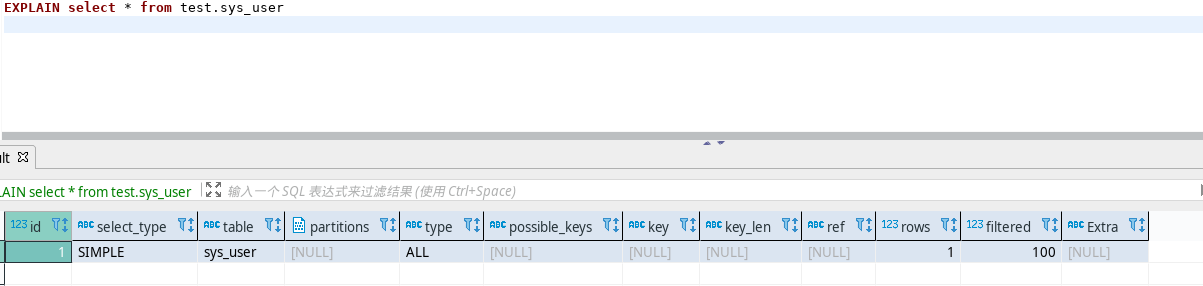 EXPLAIN select * from test.sys_user
lt
LAIN select * from test.sys_user 输入一个 SQL 表达式来过滤结果 (使用 Ctrl+Space)
123 id ABC select_type ABC table partitions ABC type ABC possible_keys ABC key ABC key_len ABC ref 123 rows 123 filtered ABC Extra
1 SIMPLE sys_user [NULL] ALL [NULL] [NULL] [NULL] [NULL] 1 100 [NULL]